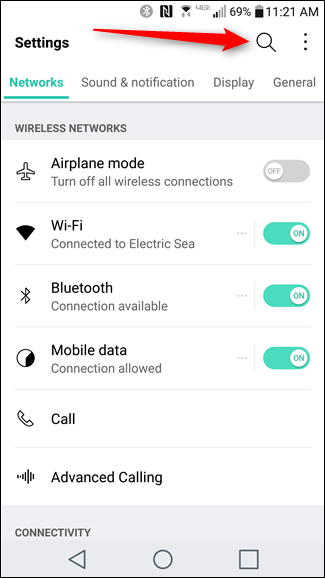 4G 69% 11:21 AM
Settings
Networks Sound & notification Display General
WIRELESS NETWORKS
Airplane mode
OFF
Turn off all wireless connections
Wi-Fi
ON
Connected to Electric Sea
Bluetooth
ON
Connection available
Mobile data
ON
Connection allowed
Call
Advanced Calling
CONNECTIVITY